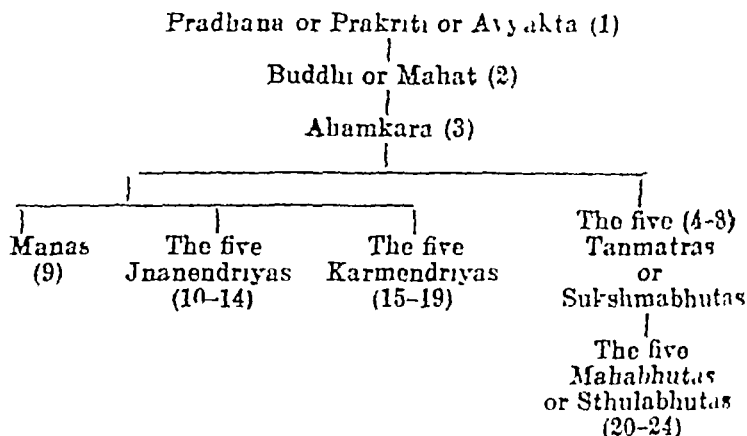 Pradhana or Prakriti or Avyakta (1)
Buddhi or Mahat (2)
Ahamkara (3)
Manas
(9)
The five
Jnanendriyas
(10–14)
The five
Karmendriyas
(15–19)
The five (4–8)
Tanmatras
or
Sukshmabhutas
The five
Mahabhutas
or Sthulabhutas
(20–24)